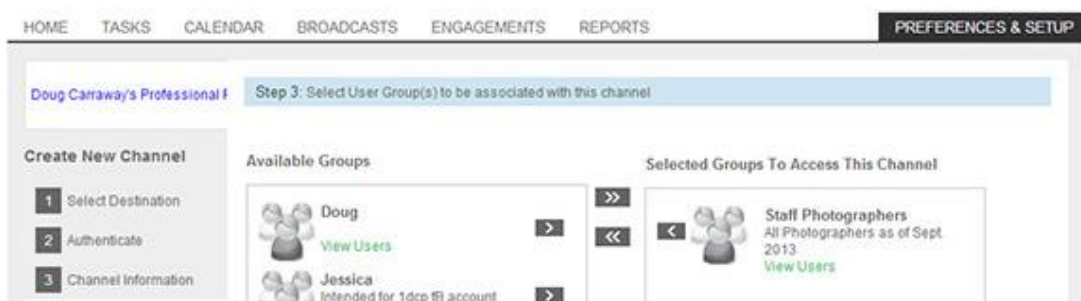 HOME TASKS CALENDAR BROADCASTS ENGAGEMENTS REPORTS PREFERENCES & SETUP
Doug Carraway's Professional
Step 3: Select User Group(s) to be associated with this channel
Create New Channel
1 Select Destination
2 Authenticate
3 Channel Information
Available Groups
Doug
View Users
Jessica
Intended for 1dcp fB account
>>
<<
Selected Groups To Access This Channel
Staff Photographers
All Photographers as of Sept.
2013
View Users